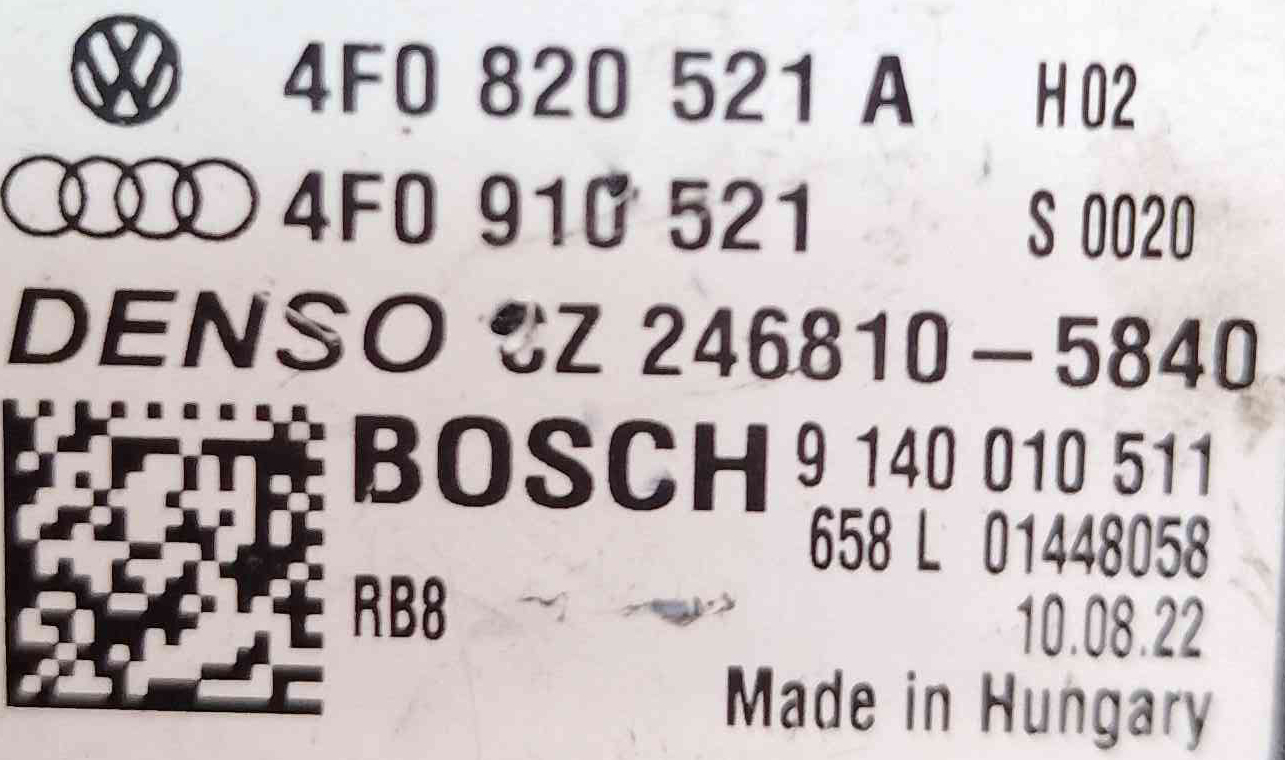 4F0 820 521 A H02
4F0 910 521 S 0020
DENSO 246810-5840
BOSCH 9 140 010 511
658 L 01448058
RB8 10.08.22
Made in Hungary